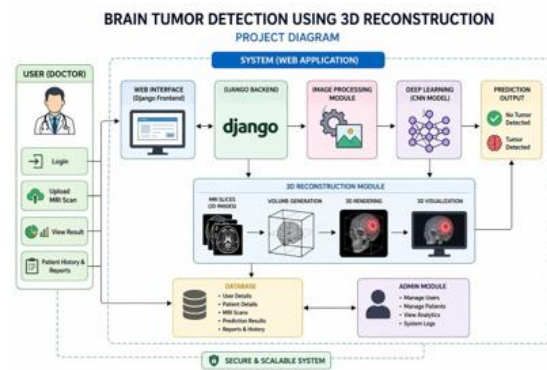 BRAIN TUMOR DETECTION USING 3D RECONSTRUCTION
PROJECT DIAGRAM
SYSTEM (WEB APPLICATION)
USER (DOCTOR)
Login
Upload
MRI Scan
View Result
Patient History &
Reports
WEB INTERFACE
(Django Frontend)
DJANGO BACKEND
django
IMAGE PROCESSING
MODULE
DEEP LEARNING
(CNN MODEL)
PREDICTION
OUTPUT
No Tumor
Detected
Tumor
Detected
3D RECONSTRUCTION MODULE
MRI SLICES
(2D IMAGES)
VOLUME GENERATION
3D RENDERING
3D VISUALIZATION
DATABASE
• User Details
• Patient Details
• MRI Scans
• Prediction Results
• Reports & History
ADMIN MODULE
• Manage Users
• Manage Patients
• View Analytics
• System Logs
SECURE & SCALABLE SYSTEM